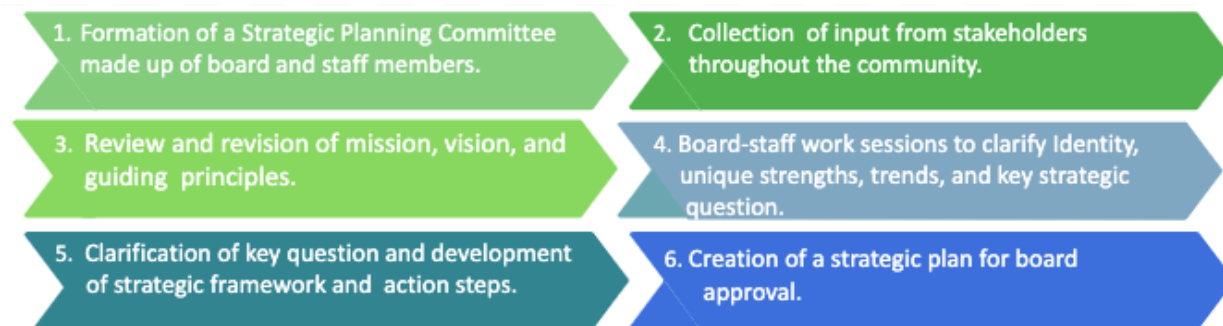 1. Formation of a Strategic Planning Committee
made up of board and staff members.
2. Collection of input from stakeholders
throughout the community.
3. Review and revision of mission, vision, and
guiding principles.
4. Board-staff work sessions to clarify Identity,
unique strengths, trends, and key strategic
question.
5. Clarification of key question and development
of strategic framework and action steps.
6. Creation of a strategic plan for board
approval.